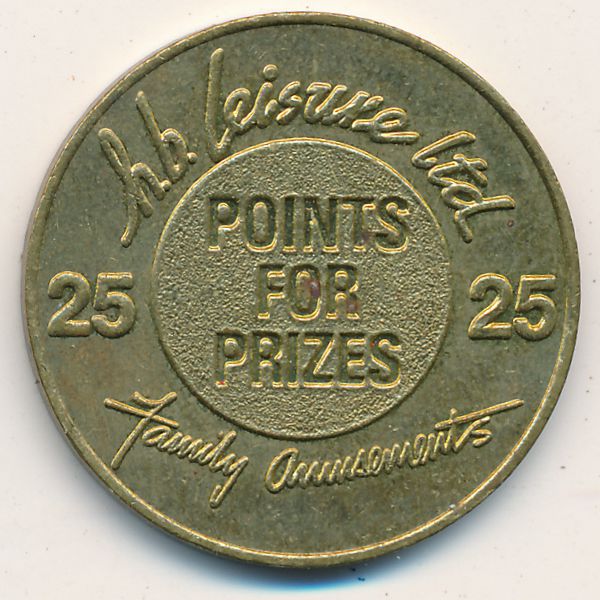 h.b. Leisure Ltd
25 POINTS 25
FOR
PRIZES
Family Amusements